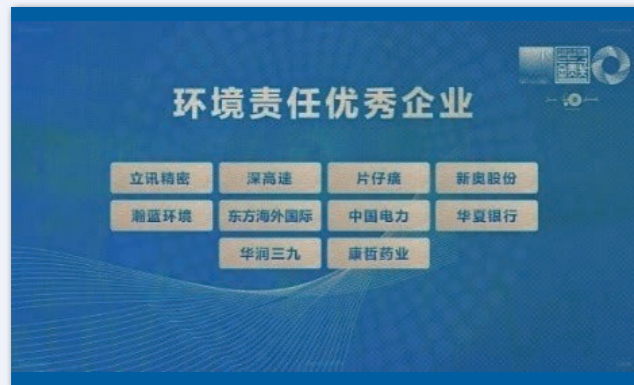 环境责任优秀企业
立讯精密 深高速 片仔癀 新奥股份
瀚蓝环境 东方海外国际 中国电力 华夏银行
华润三九 康哲药业